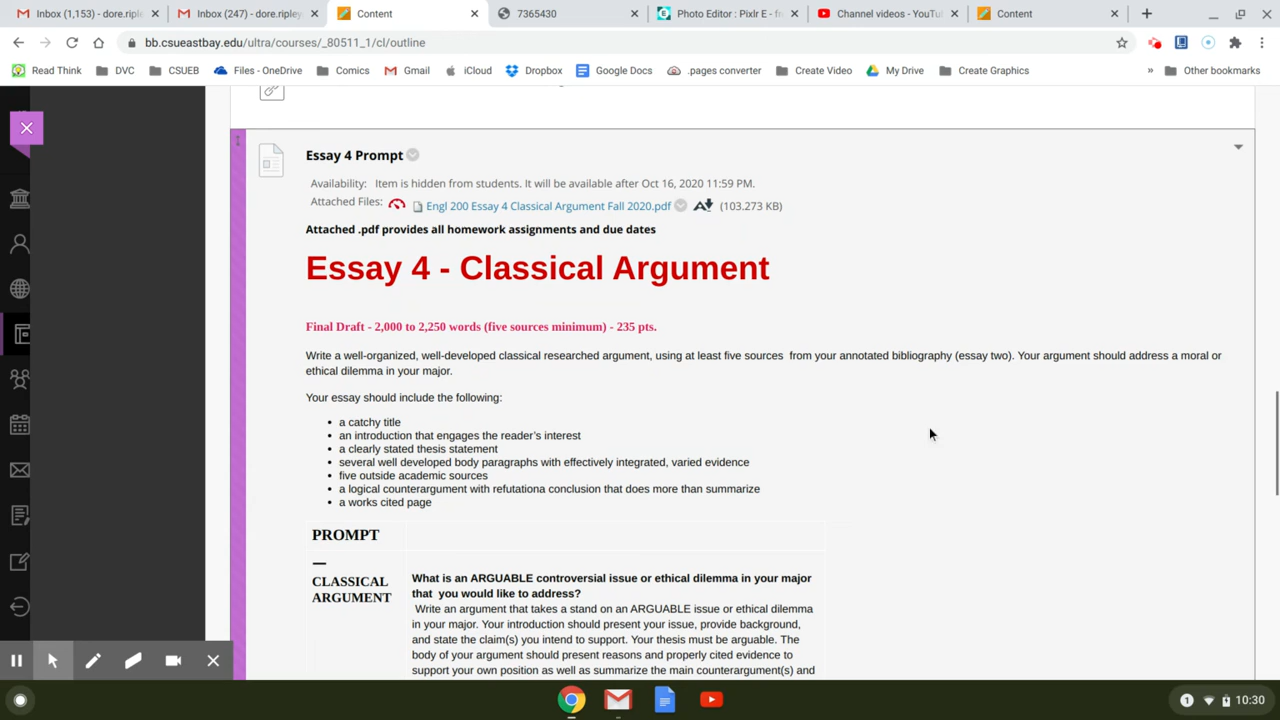 Inbox (1,153) - dore.riple
Inbox (247) - dore.ripley
Content
7365430
Photo Editor : Pixlr E - fr
Channel videos - YouTu
Content
bb.csueastbay.edu/ultra/courses/_80511_1/cl/outline
Read Think
DVC
CSUEB
Files - OneDrive
Comics
Gmail
iCloud
Dropbox
Google Docs
.pages converter
Create Video
My Drive
Create Graphics
»
Other bookmarks
Essay 4 Prompt
Availability: Item is hidden from students. It will be available after Oct 16, 2020 11:59 PM.
Attached Files: Engl 200 Essay 4 Classical Argument Fall 2020.pdf (103.273 KB)
Attached .pdf provides all homework assignments and due dates
Essay 4 - Classical Argument
Final Draft - 2,000 to 2,250 words (five sources minimum) - 235 pts.
Write a well-organized, well-developed classical researched argument, using at least five sources from your annotated bibliography (essay two). Your argument should address a moral or
ethical dilemma in your major.
Your essay should include the following:
• a catchy title
• an introduction that engages the reader's interest
• a clearly stated thesis statement
• several well developed body paragraphs with effectively integrated, varied evidence
• five outside academic sources
• a logical counterargument with refutationa conclusion that does more than summarize
• a works cited page
PROMPT
—
CLASSICAL
ARGUMENT
What is an ARGUABLE controversial issue or ethical dilemma in your major
that you would like to address?
Write an argument that takes a stand on an ARGUABLE issue or ethical dilemma
in your major. Your introduction should present your issue, provide background,
and state the claim(s) you intend to support. Your thesis must be arguable. The
body of your argument should present reasons and properly cited evidence to
support your own position as well as summarize the main counterargument(s) and
1
10:30